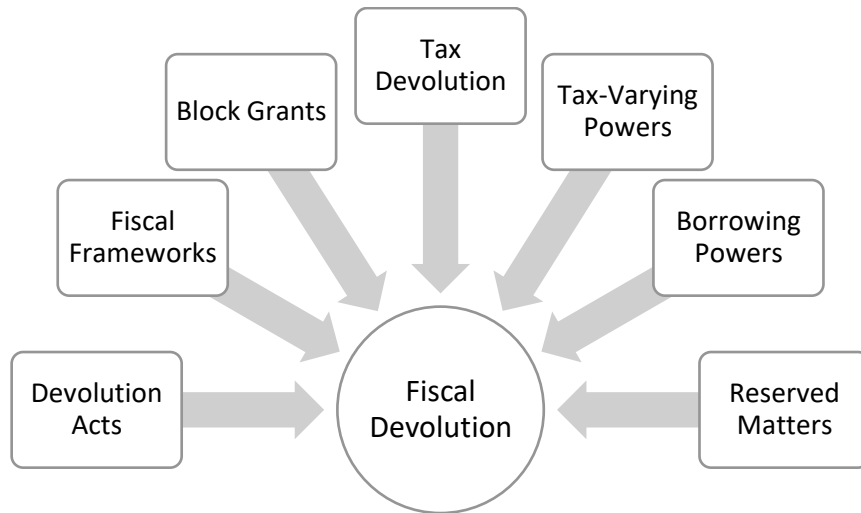 Tax
Devolution
Block Grants
Tax-Varying
Powers
Fiscal
Frameworks
Borrowing
Powers
Devolution
Acts
Fiscal
Devolution
Reserved
Matters